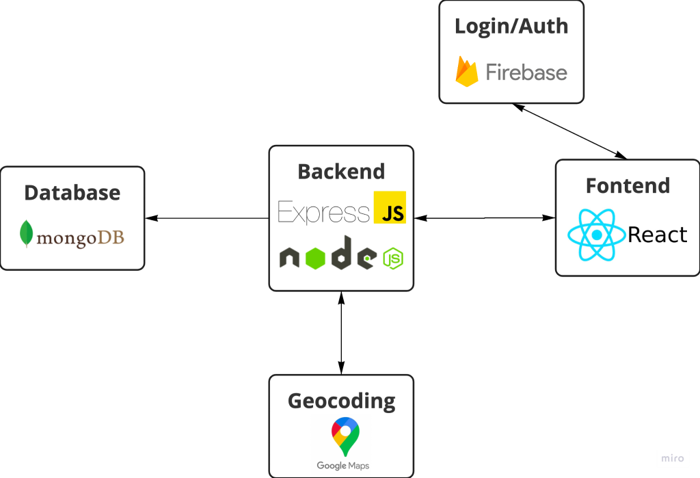 Login/Auth
Firebase
Backend
Express JS
node
JS
Database
mongoDB
Fontend
React
Geocoding
Google Maps
miro